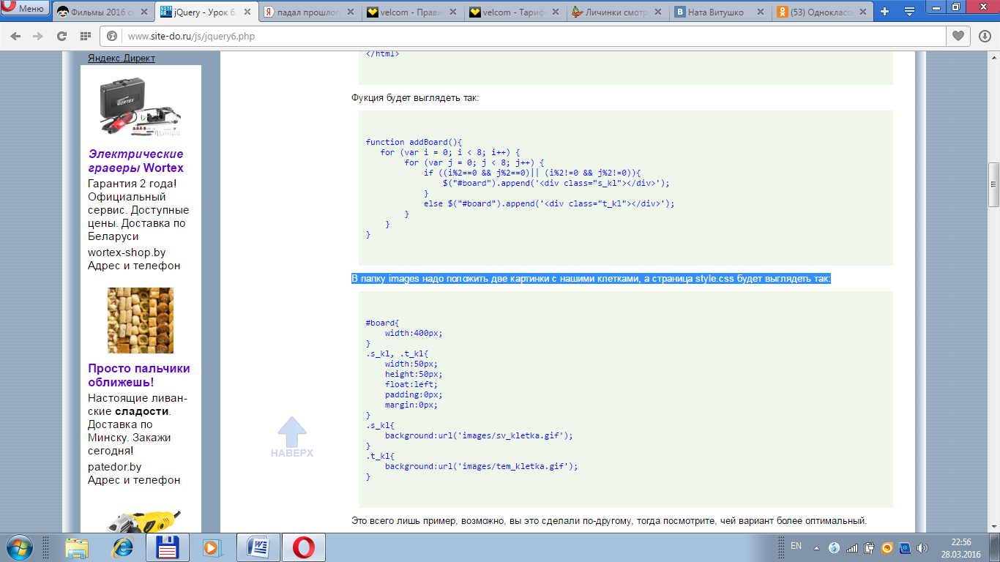 Меню
Фильмы 2016 с
jQuery - Урок 6.
падал прошлого
velcom - Прави
velcom - Тариф
Личинки смотр
Ната Витушко
(53) Одноклас
www.site-do.ru/js/jquery6.php
Яндекс.Директ
WORTEX
Электрические
граверы Wortex
Гарантия 2 года!
Официальный
сервис. Доступные
цены. Доставка по
Беларуси
wortex-shop.by
Адрес и телефон
Просто пальчики
оближешь!
Настоящие ливан-
ские сладости.
Доставка по
Минску. Закажи
сегодня!
patedor.by
Адрес и телефон
НАВЕРХ
</html>
Фукция будет выглядеть так:
function addBoard(){
for (var i = 0; i < 8; i++) {
for (var j = 0; j < 8; j++) {
if ((i%2==0 && j%2==0)|| (i%2!=0 && j%2!=0)){
$("#board").append('<div class="s_kl"></div>');
}
else $("#board").append('<div class="t_kl"></div>');
}
}
}
В папку images надо положить две картинки с нашими клетками, а страница style.css будет выглядеть так:
#board{
width:400px;
}
.s_kl, .t_kl{
width:50px;
height:50px;
float:left;
padding:0px;
margin:0px;
}
.s_kl{
background:url('images/sv_kletka.gif');
}
.t_kl{
background:url('images/tem_kletka.gif');
}
Это всего лишь пример, возможно, вы это сделали по-другому, тогда посмотрите, чей вариант более оптимальный.
EN
22:56
28.03.2016